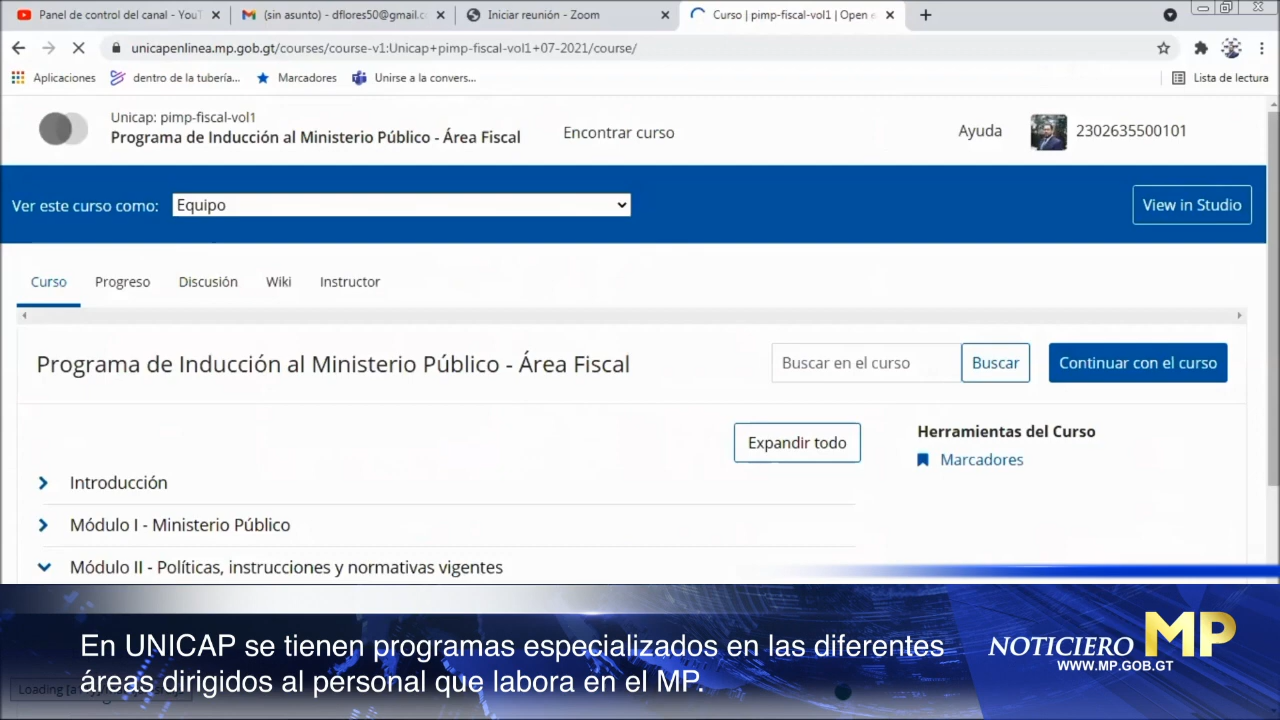 Panel de control del canal - YouT
(sin asunto) - dflores50@gmail.c
Iniciar reunión - Zoom
Curso | pimp-fiscal-vol1 | Open e
unicapenlinea.mp.gob.gt/courses/course-v1:Unicap+pimp-fiscal-vol1+07-2021/course/
Aplicaciones
dentro de la tubería...
Marcadores
Unirse a la convers...
Lista de lectura
Unicap: pimp-fiscal-vol1
Programa de Inducción al Ministerio Público - Área Fiscal
Encontrar curso
Ayuda
2302635500101
Ver este curso como:
Equipo
View in Studio
Curso
Progreso
Discusión
Wiki
Instructor
Programa de Inducción al Ministerio Público - Área Fiscal
Buscar en el curso
Buscar
Continuar con el curso
Expandir todo
Herramientas del Curso
Marcadores
Introducción
Módulo I - Ministerio Público
Módulo II - Políticas, instrucciones y normativas vigentes
En UNICAP se tienen programas especializados en las diferentes
áreas dirigidos al personal que labora en el MP.
NOTICIERO MP
WWW.MP.GOB.GT
Loading